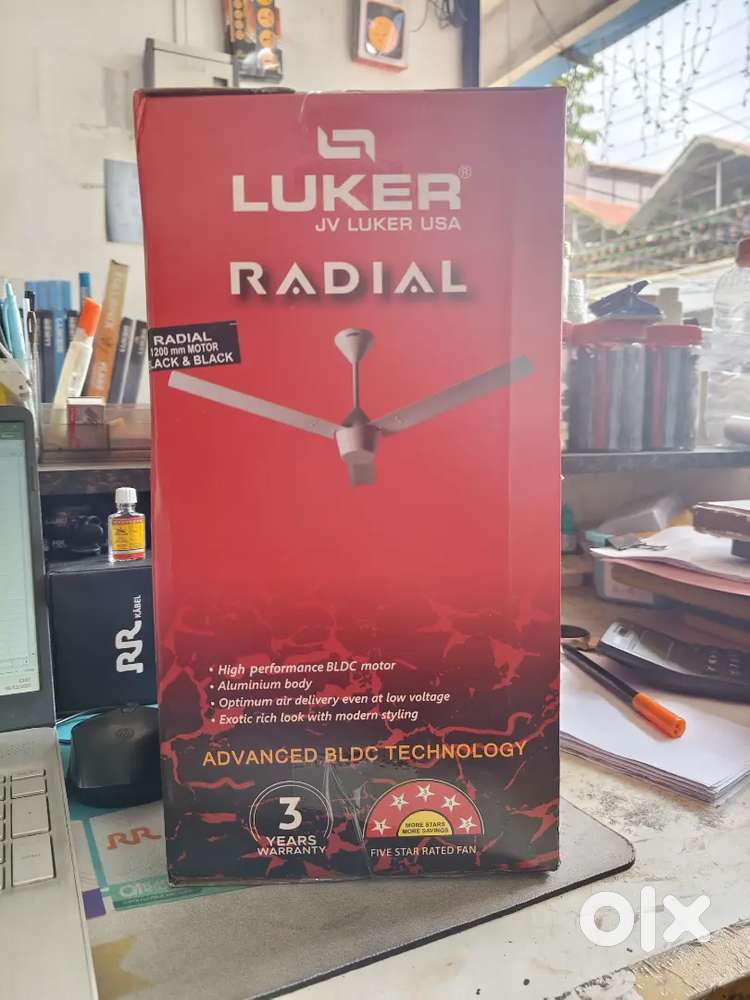 LUKER®
JV LUKER USA
RADIAL
RADIAL
1200 mm MOTOR
LACK & BLACK
• High performance BLDC motor
• Aluminium body
• Optimum air delivery even at low voltage
• Exotic rich look with modern styling
ADVANCED BLDC TECHNOLOGY
3
YEARS
WARRANTY
MORE STARS
MORE SAVINGS
FIVE STAR RATED FAN
RR KABEL
LUKER
RR
olx